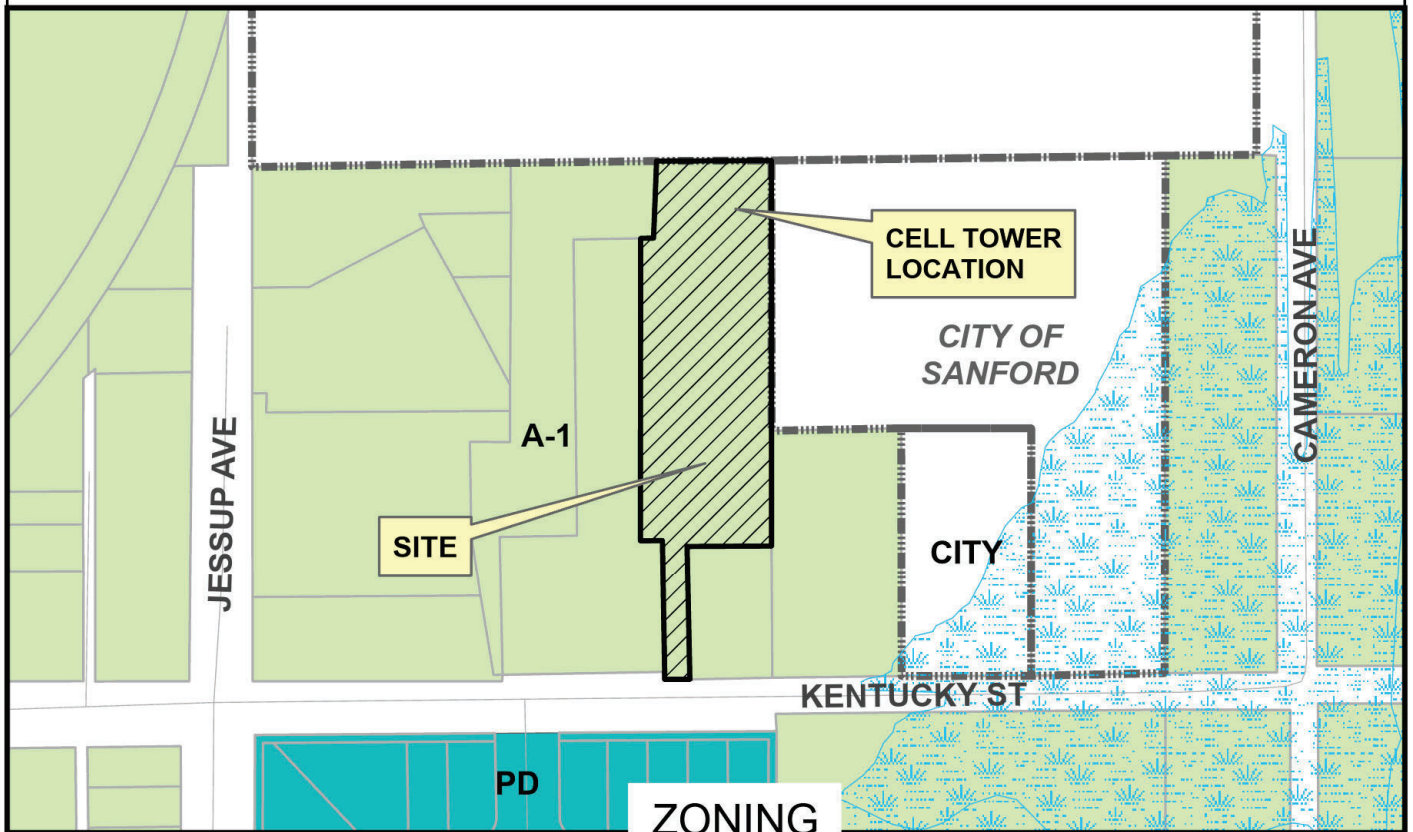 CELL TOWER
LOCATION
CITY OF
SANFORD
CAMERON AVE
A-1
JESSUP AVE
SITE
CITY
KENTUCKY ST
PD
ZONING